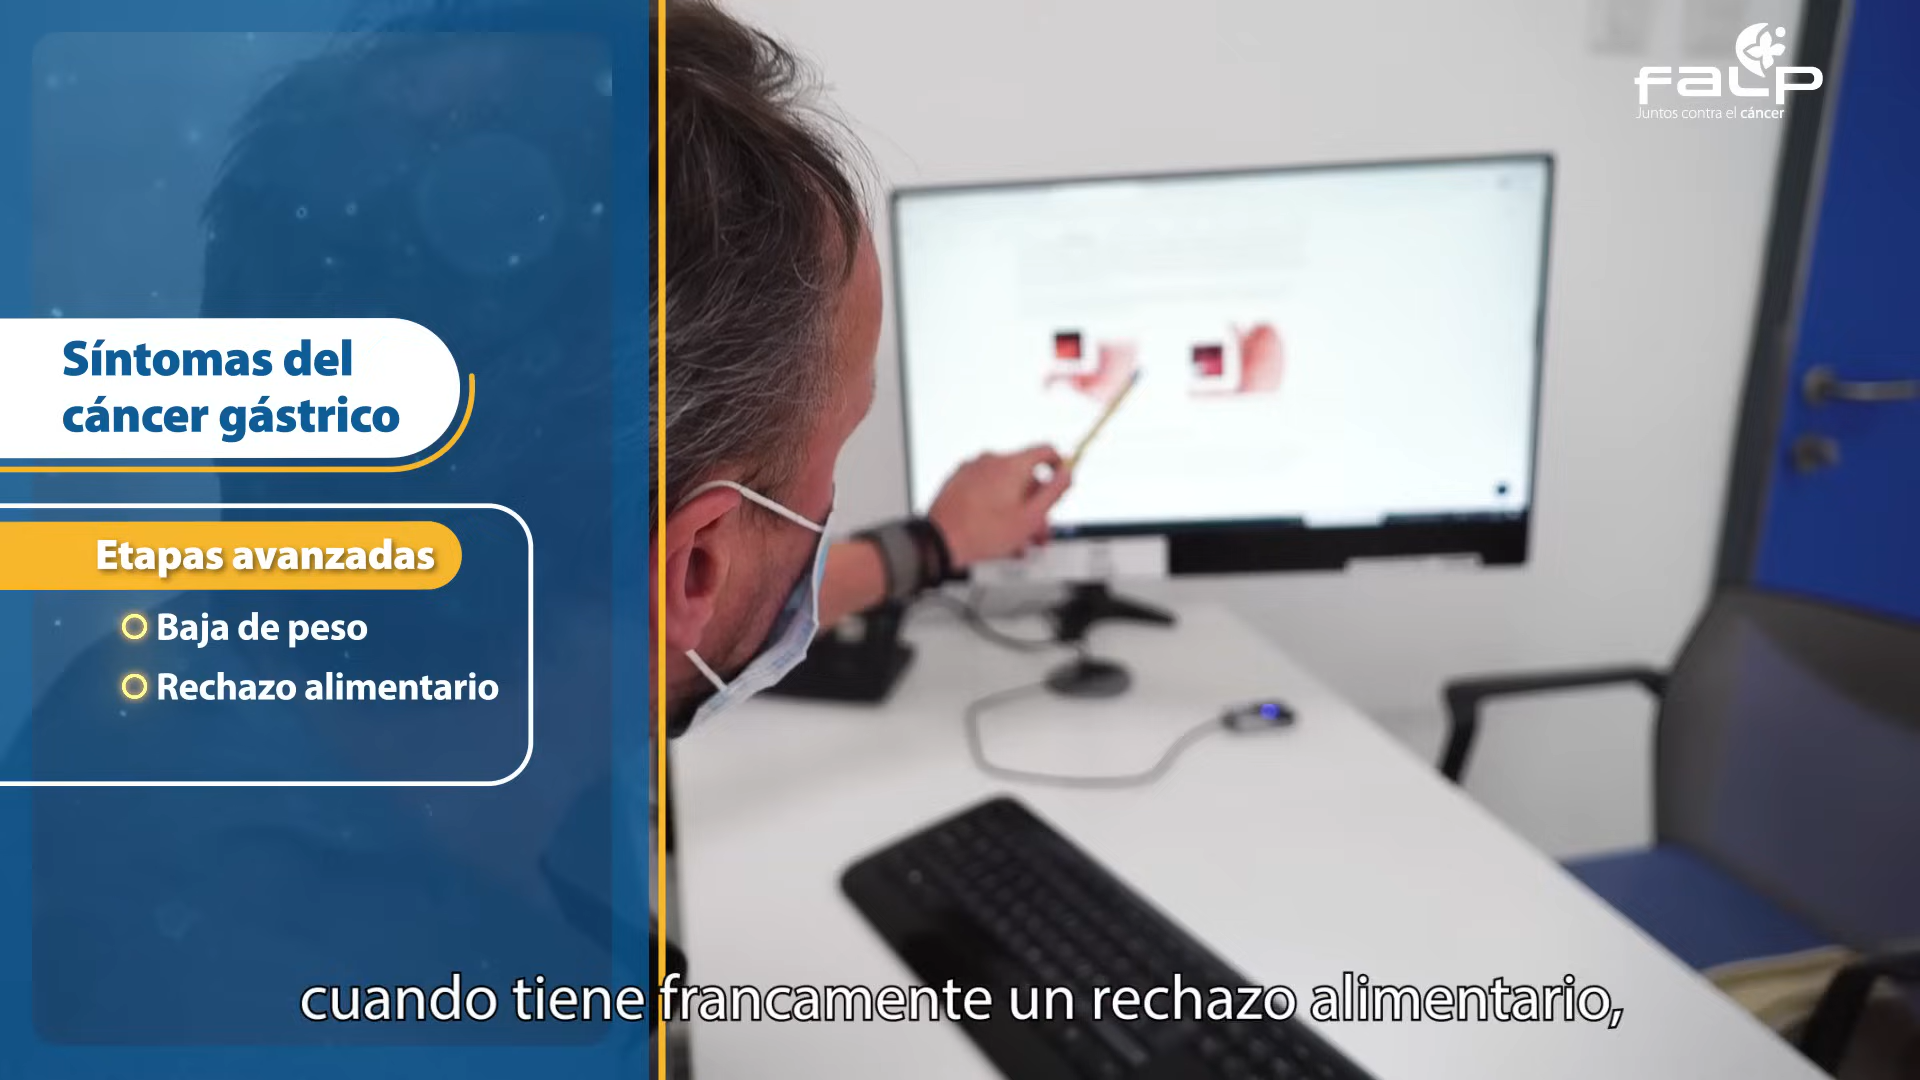 falp
Juntos contra el cáncer
Síntomas del
cáncer gástrico
Etapas avanzadas
Baja de peso
Rechazo alimentario
cuando tiene francamente un rechazo alimentario,